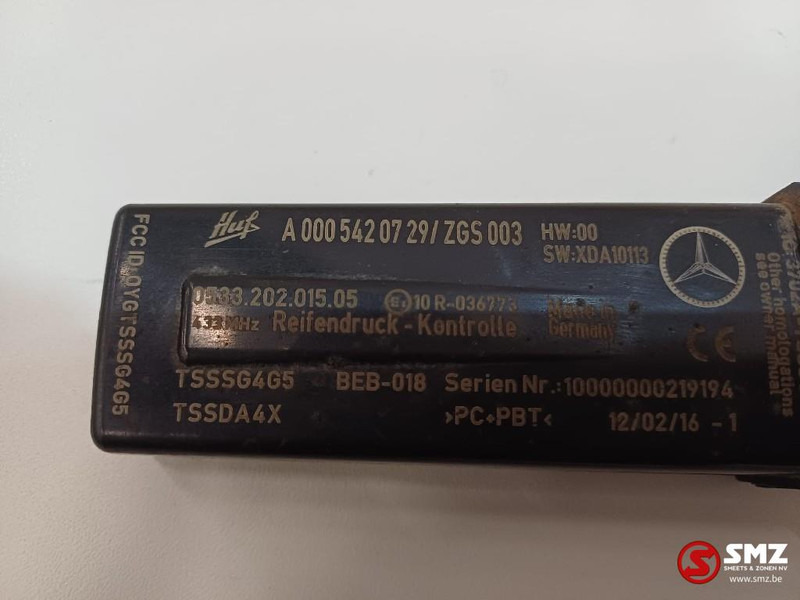 Huf A 000 542 07 29/ZGS 003 HW:00
SW:XDA10113
0533.202.015.05 10 R-036773 Made in
433MHz Reifendruck-Kontrolle Germany
TSSSG4G5 BEB-018 Serien Nr.:10000000219194
TSSDA4X >PC+PBT< 12/02/16 -1
FCC ID: OYGTSSSG4G5
CE
Other homologations
see owner manual
SMZ
SHEETS & ZONEN NV
www.smz.be